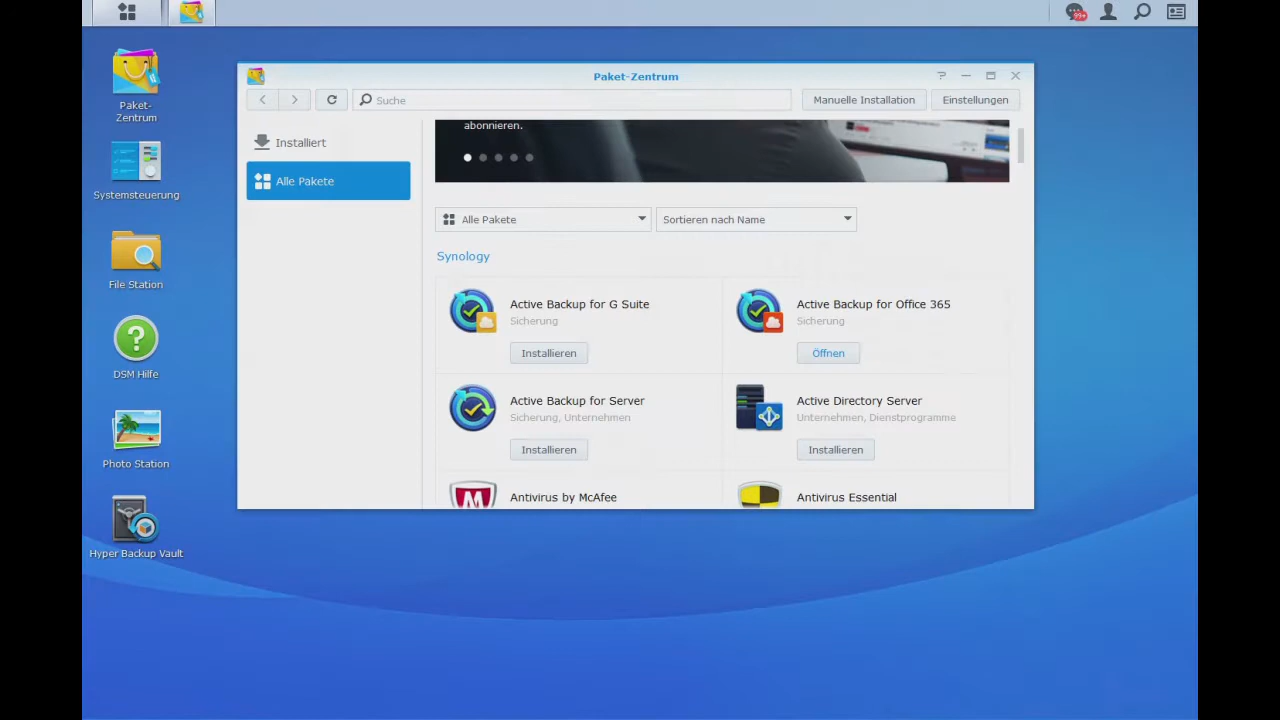 99+
Paket-
Zentrum
Systemsteuerung
File Station
DSM Hilfe
Photo Station
Hyper Backup Vault
Paket-Zentrum
Suche
Manuelle Installation
Einstellungen
Installiert
Alle Pakete
abonnieren.
Alle Pakete
Sortieren nach Name
Synology
Active Backup for G Suite
Sicherung
Installieren
Active Backup for Office 365
Sicherung
Öffnen
Active Backup for Server
Sicherung, Unternehmen
Installieren
Active Directory Server
Unternehmen, Dienstprogramme
Installieren
Antivirus by McAfee
Antivirus Essential